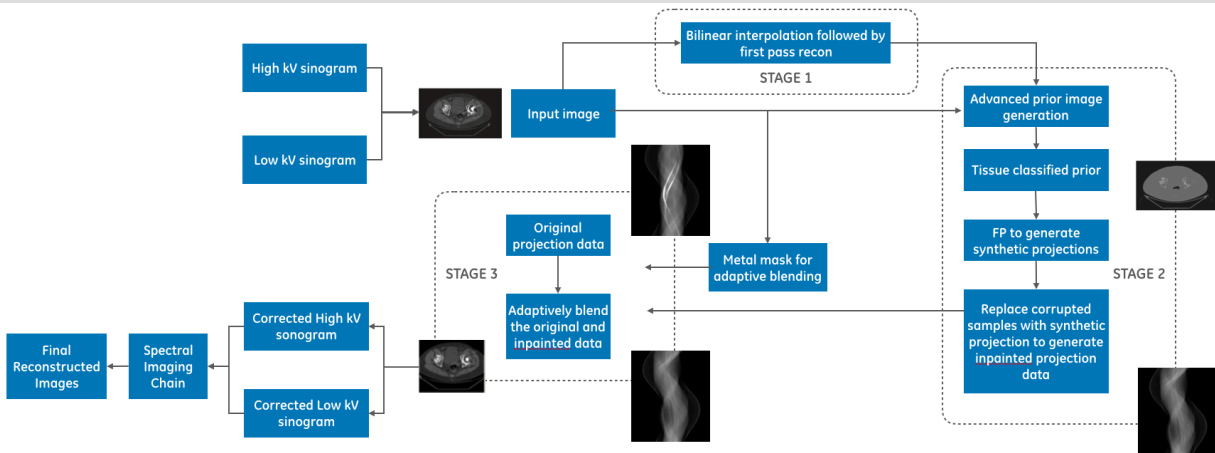 High kV sinogram
Low kV sinogram
Input image
Bilinear interpolation followed by
first pass recon
STAGE 1
Advanced prior image
generation
Tissue classified prior
FP to generate
synthetic projections
STAGE 2
Replace corrupted
samples with synthetic
projection to generate
inpainted projection
data
Metal mask for
adaptive blending
Original
projection data
STAGE 3
Adaptively blend
the original and
inpainted data
Corrected High kV
sonogram
Corrected Low kV
sinogram
Spectral
Imaging
Chain
Final
Reconstructed
Images